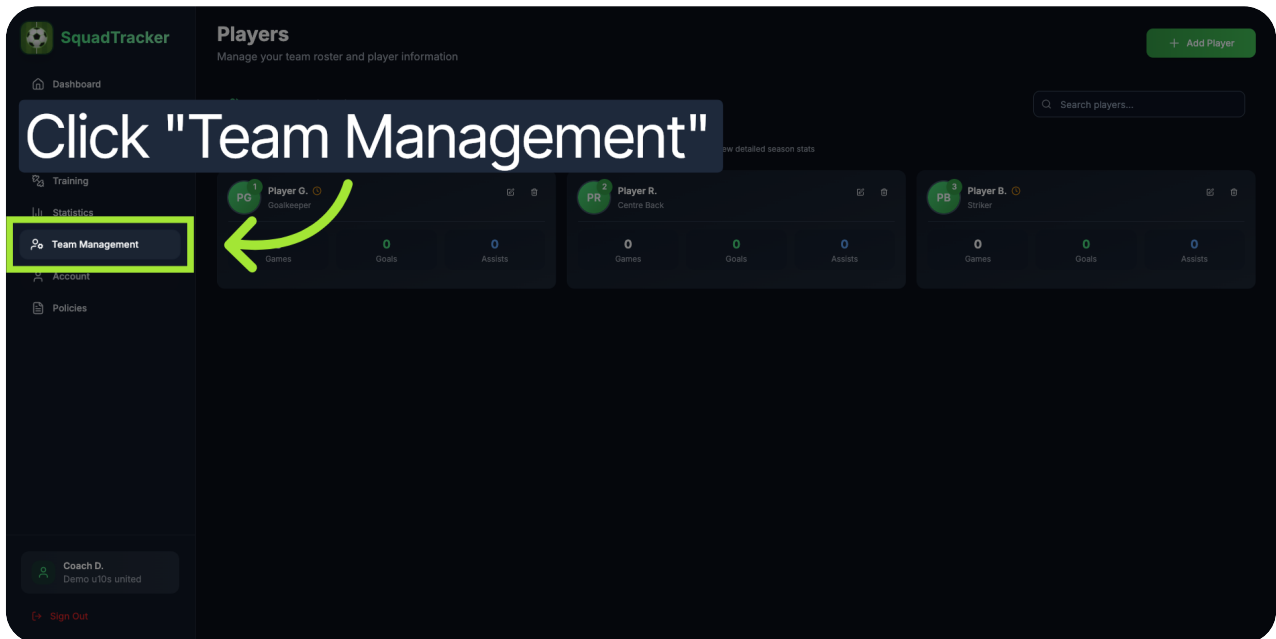 SquadTracker
Dashboard
Click "Team Management"
Training
Statistics
Team Management
Account
Policies
Coach D.
Demo u10s united
Sign Out
Players
Manage your team roster and player information
+ Add Player
Search players...
ew detailed season stats
PG
1
Player G.
Goalkeeper
Games
0
Goals
0
Assists
PR
2
Player R.
Centre Back
0
Games
0
Goals
0
Assists
PB
3
Player B.
Striker
0
Games
0
Goals
0
Assists